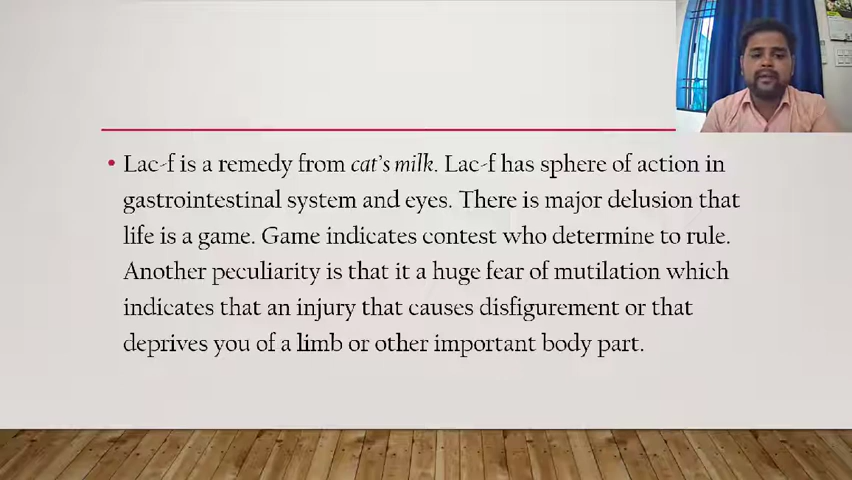 • Lac-f is a remedy from cat's milk. Lac-f has sphere of action in
gastrointestinal system and eyes. There is major delusion that
life is a game. Game indicates contest who determine to rule.
Another peculiarity is that it a huge fear of mutilation which
indicates that an injury that causes disfigurement or that
deprives you of a limb or other important body part.